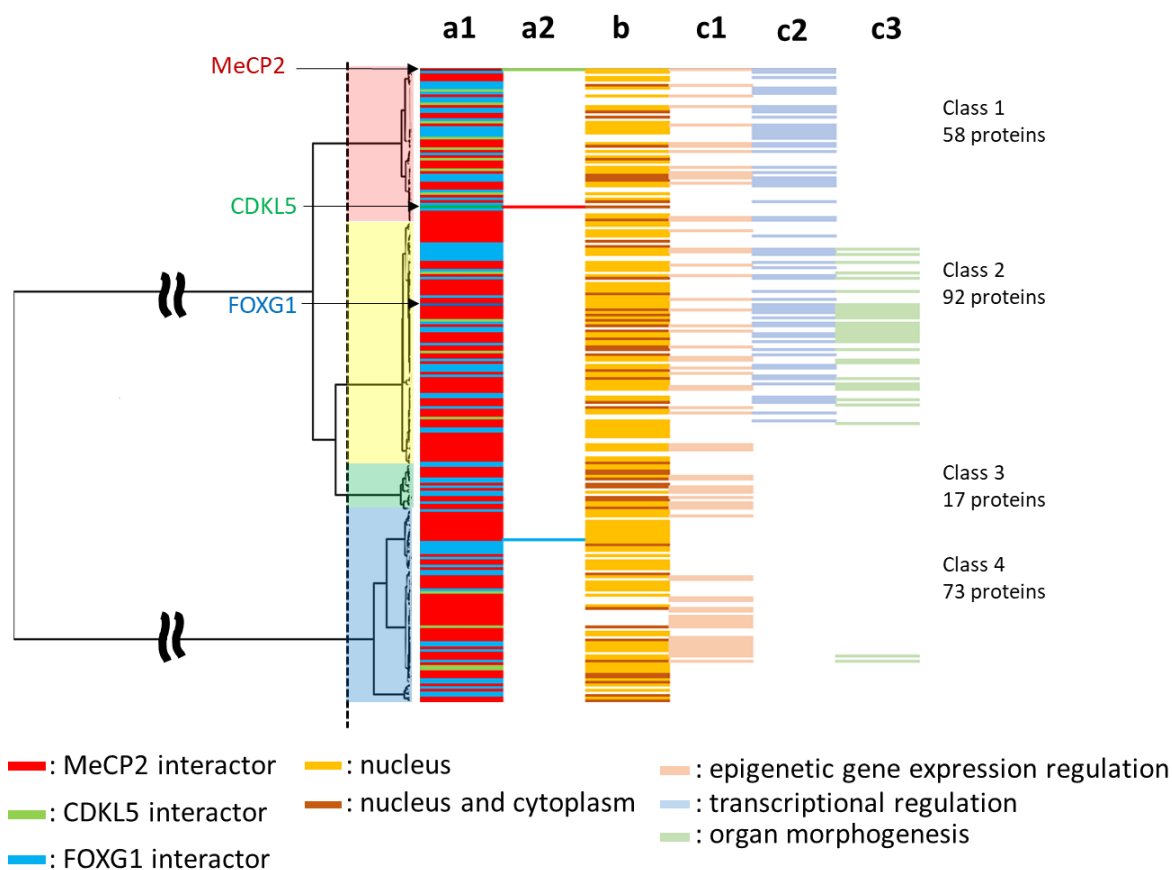 a1 a2 b c1 c2 c3
MeCP2
Class 1
58 proteins
CDKL5
Class 2
92 proteins
FOXG1
Class 3
17 proteins
Class 4
73 proteins
: MeCP2 interactor
: CDKL5 interactor
: FOXG1 interactor
: nucleus
: nucleus and cytoplasm
: epigenetic gene expression regulation
: transcriptional regulation
: organ morphogenesis